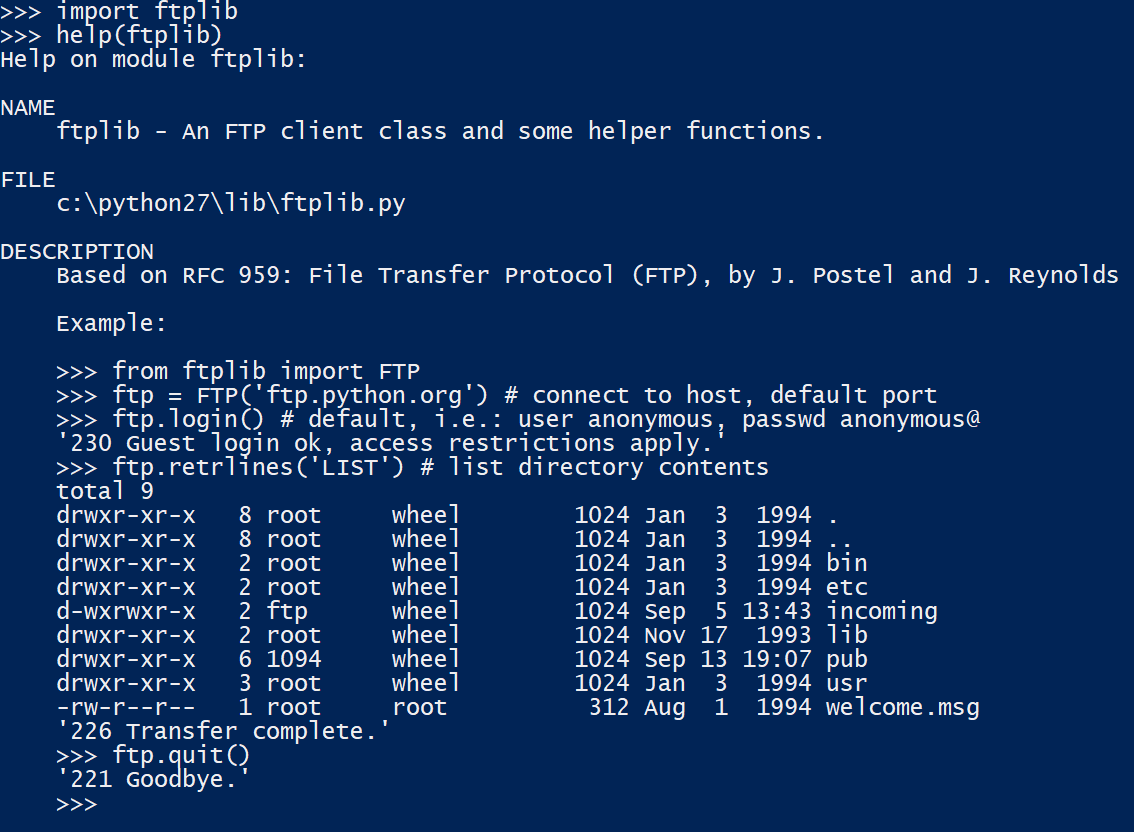 >>> import ftplib
>>> help(ftplib)
Help on module ftplib:

NAME
    ftplib - An FTP client class and some helper functions.

FILE
    c:\python27\lib\ftplib.py

DESCRIPTION
    Based on RFC 959: File Transfer Protocol (FTP), by J. Postel and J. Reynolds

    Example:

    >>> from ftplib import FTP
    >>> ftp = FTP('ftp.python.org') # connect to host, default port
    >>> ftp.login() # default, i.e.: user anonymous, passwd anonymous@
    '230 Guest login ok, access restrictions apply.'
    >>> ftp.retrlines('LIST') # list directory contents
    total 9
    drwxr-xr-x   8 root     wheel        1024 Jan  3  1994 .
    drwxr-xr-x   8 root     wheel        1024 Jan  3  1994 ..
    drwxr-xr-x   2 root     wheel        1024 Jan  3  1994 bin
    drwxr-xr-x   2 root     wheel        1024 Jan  3  1994 etc
    d-wxrwxr-x   2 ftp      wheel        1024 Sep  5 13:43 incoming
    drwxr-xr-x   2 root     wheel        1024 Nov 17  1993 lib
    drwxr-xr-x   6 1094     wheel        1024 Sep 13 19:07 pub
    drwxr-xr-x   3 root     wheel        1024 Jan  3  1994 usr
    -rw-r--r--   1 root     root          312 Aug  1  1994 welcome.msg
    '226 Transfer complete.'
    >>> ftp.quit()
    '221 Goodbye.'
    >>>